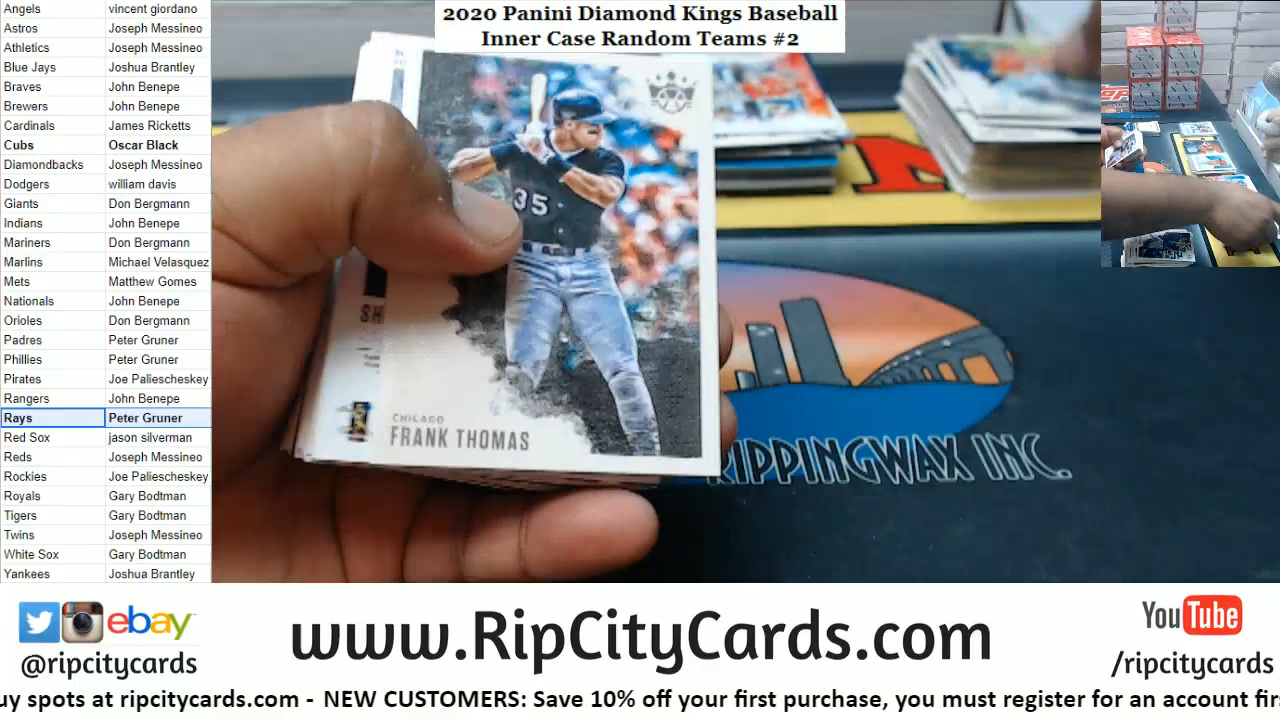 2020 Panini Diamond Kings Baseball
Inner Case Random Teams #2
Angels vincent giordano
Astros Joseph Messineo
Athletics Joseph Messineo
Blue Jays Joshua Brantley
Braves John Benepe
Brewers John Benepe
Cardinals James Ricketts
Cubs Oscar Black
Diamondbacks Joseph Messineo
Dodgers william davis
Giants Don Bergmann
Indians John Benepe
Mariners Don Bergmann
Marlins Michael Velasquez
Mets Matthew Gomes
Nationals John Benepe
Orioles Don Bergmann
Padres Peter Gruner
Phillies Peter Gruner
Pirates Joe Paliescheskey
Rangers John Benepe
Rays Peter Gruner
Red Sox jason silverman
Reds Joseph Messineo
Rockies Joe Paliescheskey
Royals Gary Bodtman
Tigers Gary Bodtman
Twins Joseph Messineo
White Sox Gary Bodtman
Yankees Joshua Brantley
35
CHICAGO
FRANK THOMAS
RIPPINGWAX INC.
ebay
@ripcitycards
www.RipCityCards.com
YouTube
/ripcitycards
uy spots at ripcitycards.com - NEW CUSTOMERS: Save 10% off your first purchase, you must register for an account fir